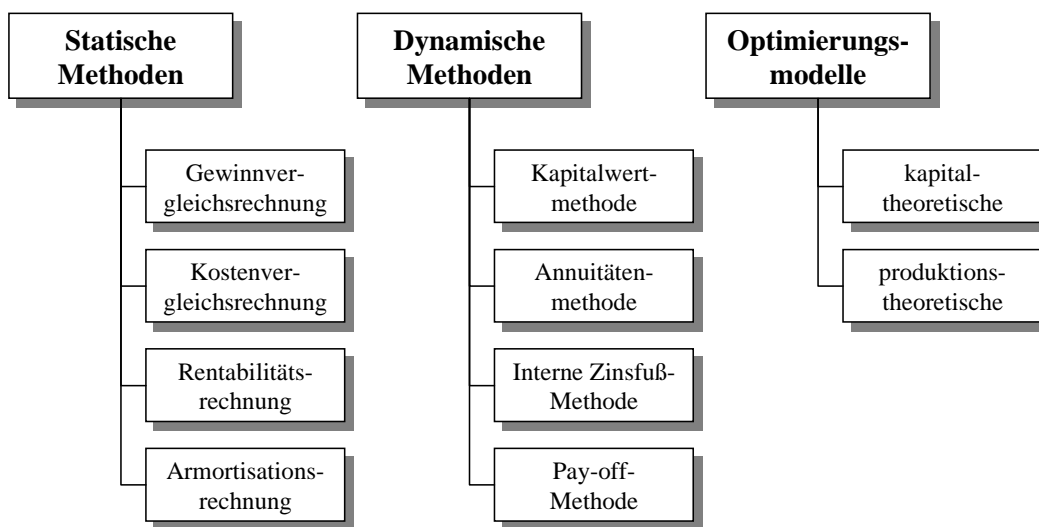 Statische
Methoden
Gewinnver-
gleichsrechnung
Kostenver-
gleichsrechnung
Rentabilitäts-
rechnung
Armortisations-
rechnung
Dynamische
Methoden
Kapitalwert-
methode
Annuitäten-
methode
Interne Zinsfuß-
Methode
Pay-off-
Methode
Optimierungs-
modelle
kapital-
theoretische
produktions-
theoretische